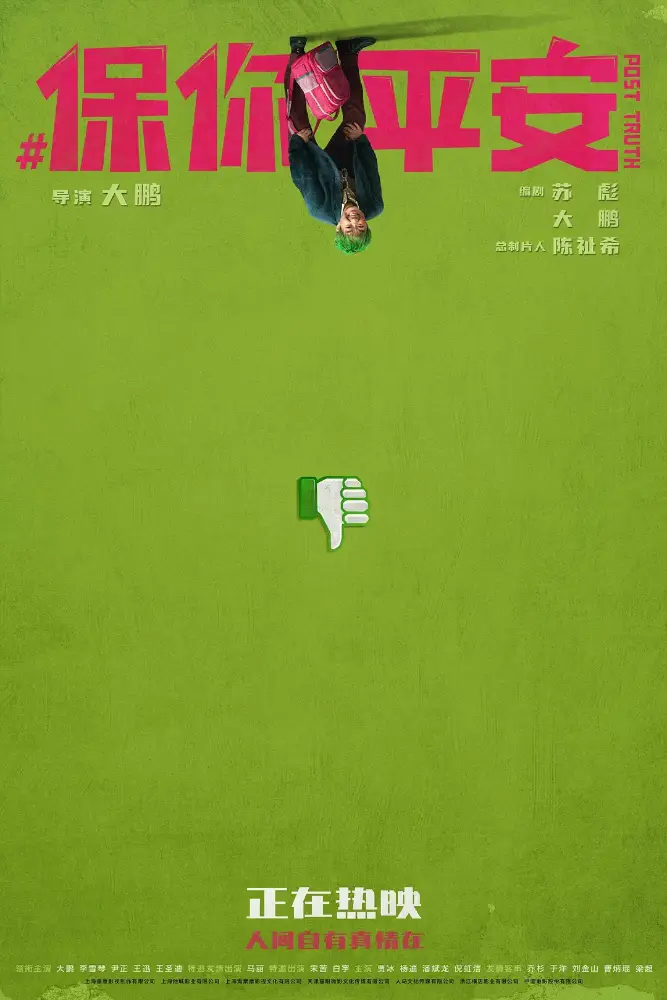 #保你平安
POST TRUTH
导演 大鹏
编剧 苏彪
大鹏
总制片人 陈祉希
正在热映
人间自有真情在
领衔主演 大鹏 李雪琴 尹正 王迅 王圣迪 特邀友情出演 马丽 特邀出演 宋茜 白宇 主演 贾冰 杨迪 潘斌龙 倪虹洁 友情客串 乔杉 于洋 刘金山 曹炳琨 梁超